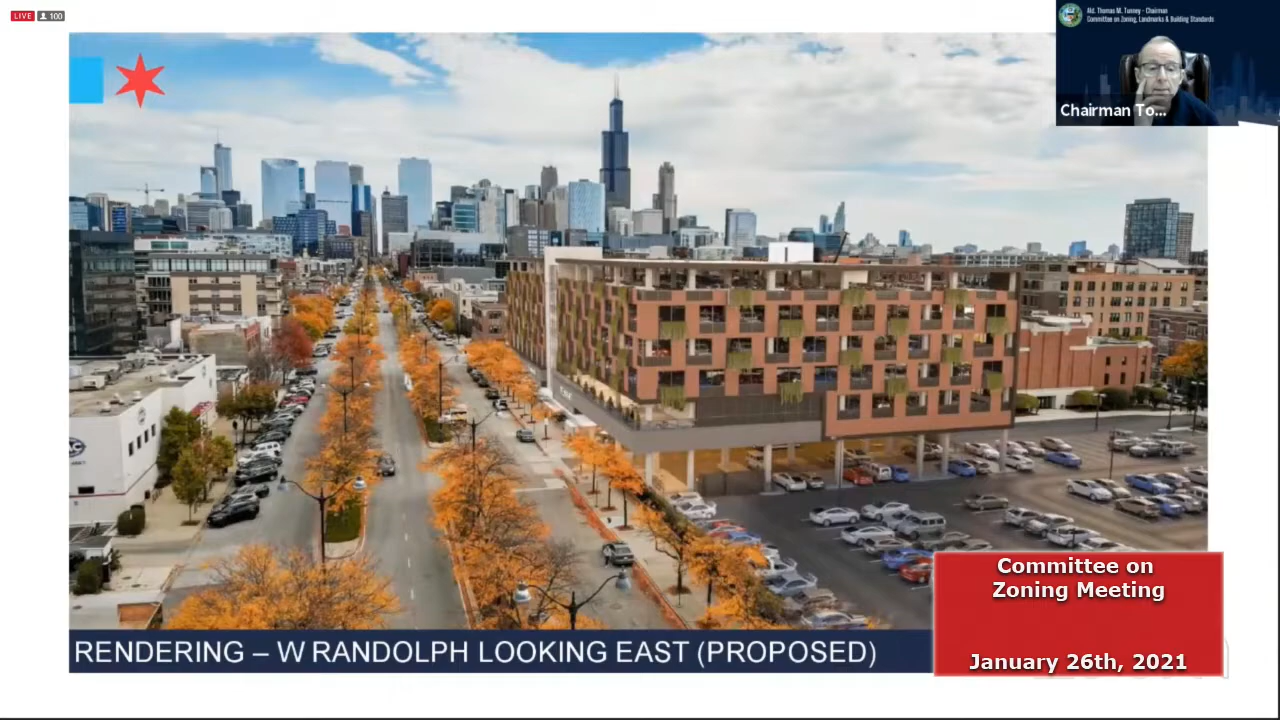 LIVE 100
Ald. Thomas M. Tunney - Chairman
Committee on Zoning, Landmarks & Building Standards
Chairman To...
RENDERING – W RANDOLPH LOOKING EAST (PROPOSED)
Committee on
Zoning Meeting
January 26th, 2021